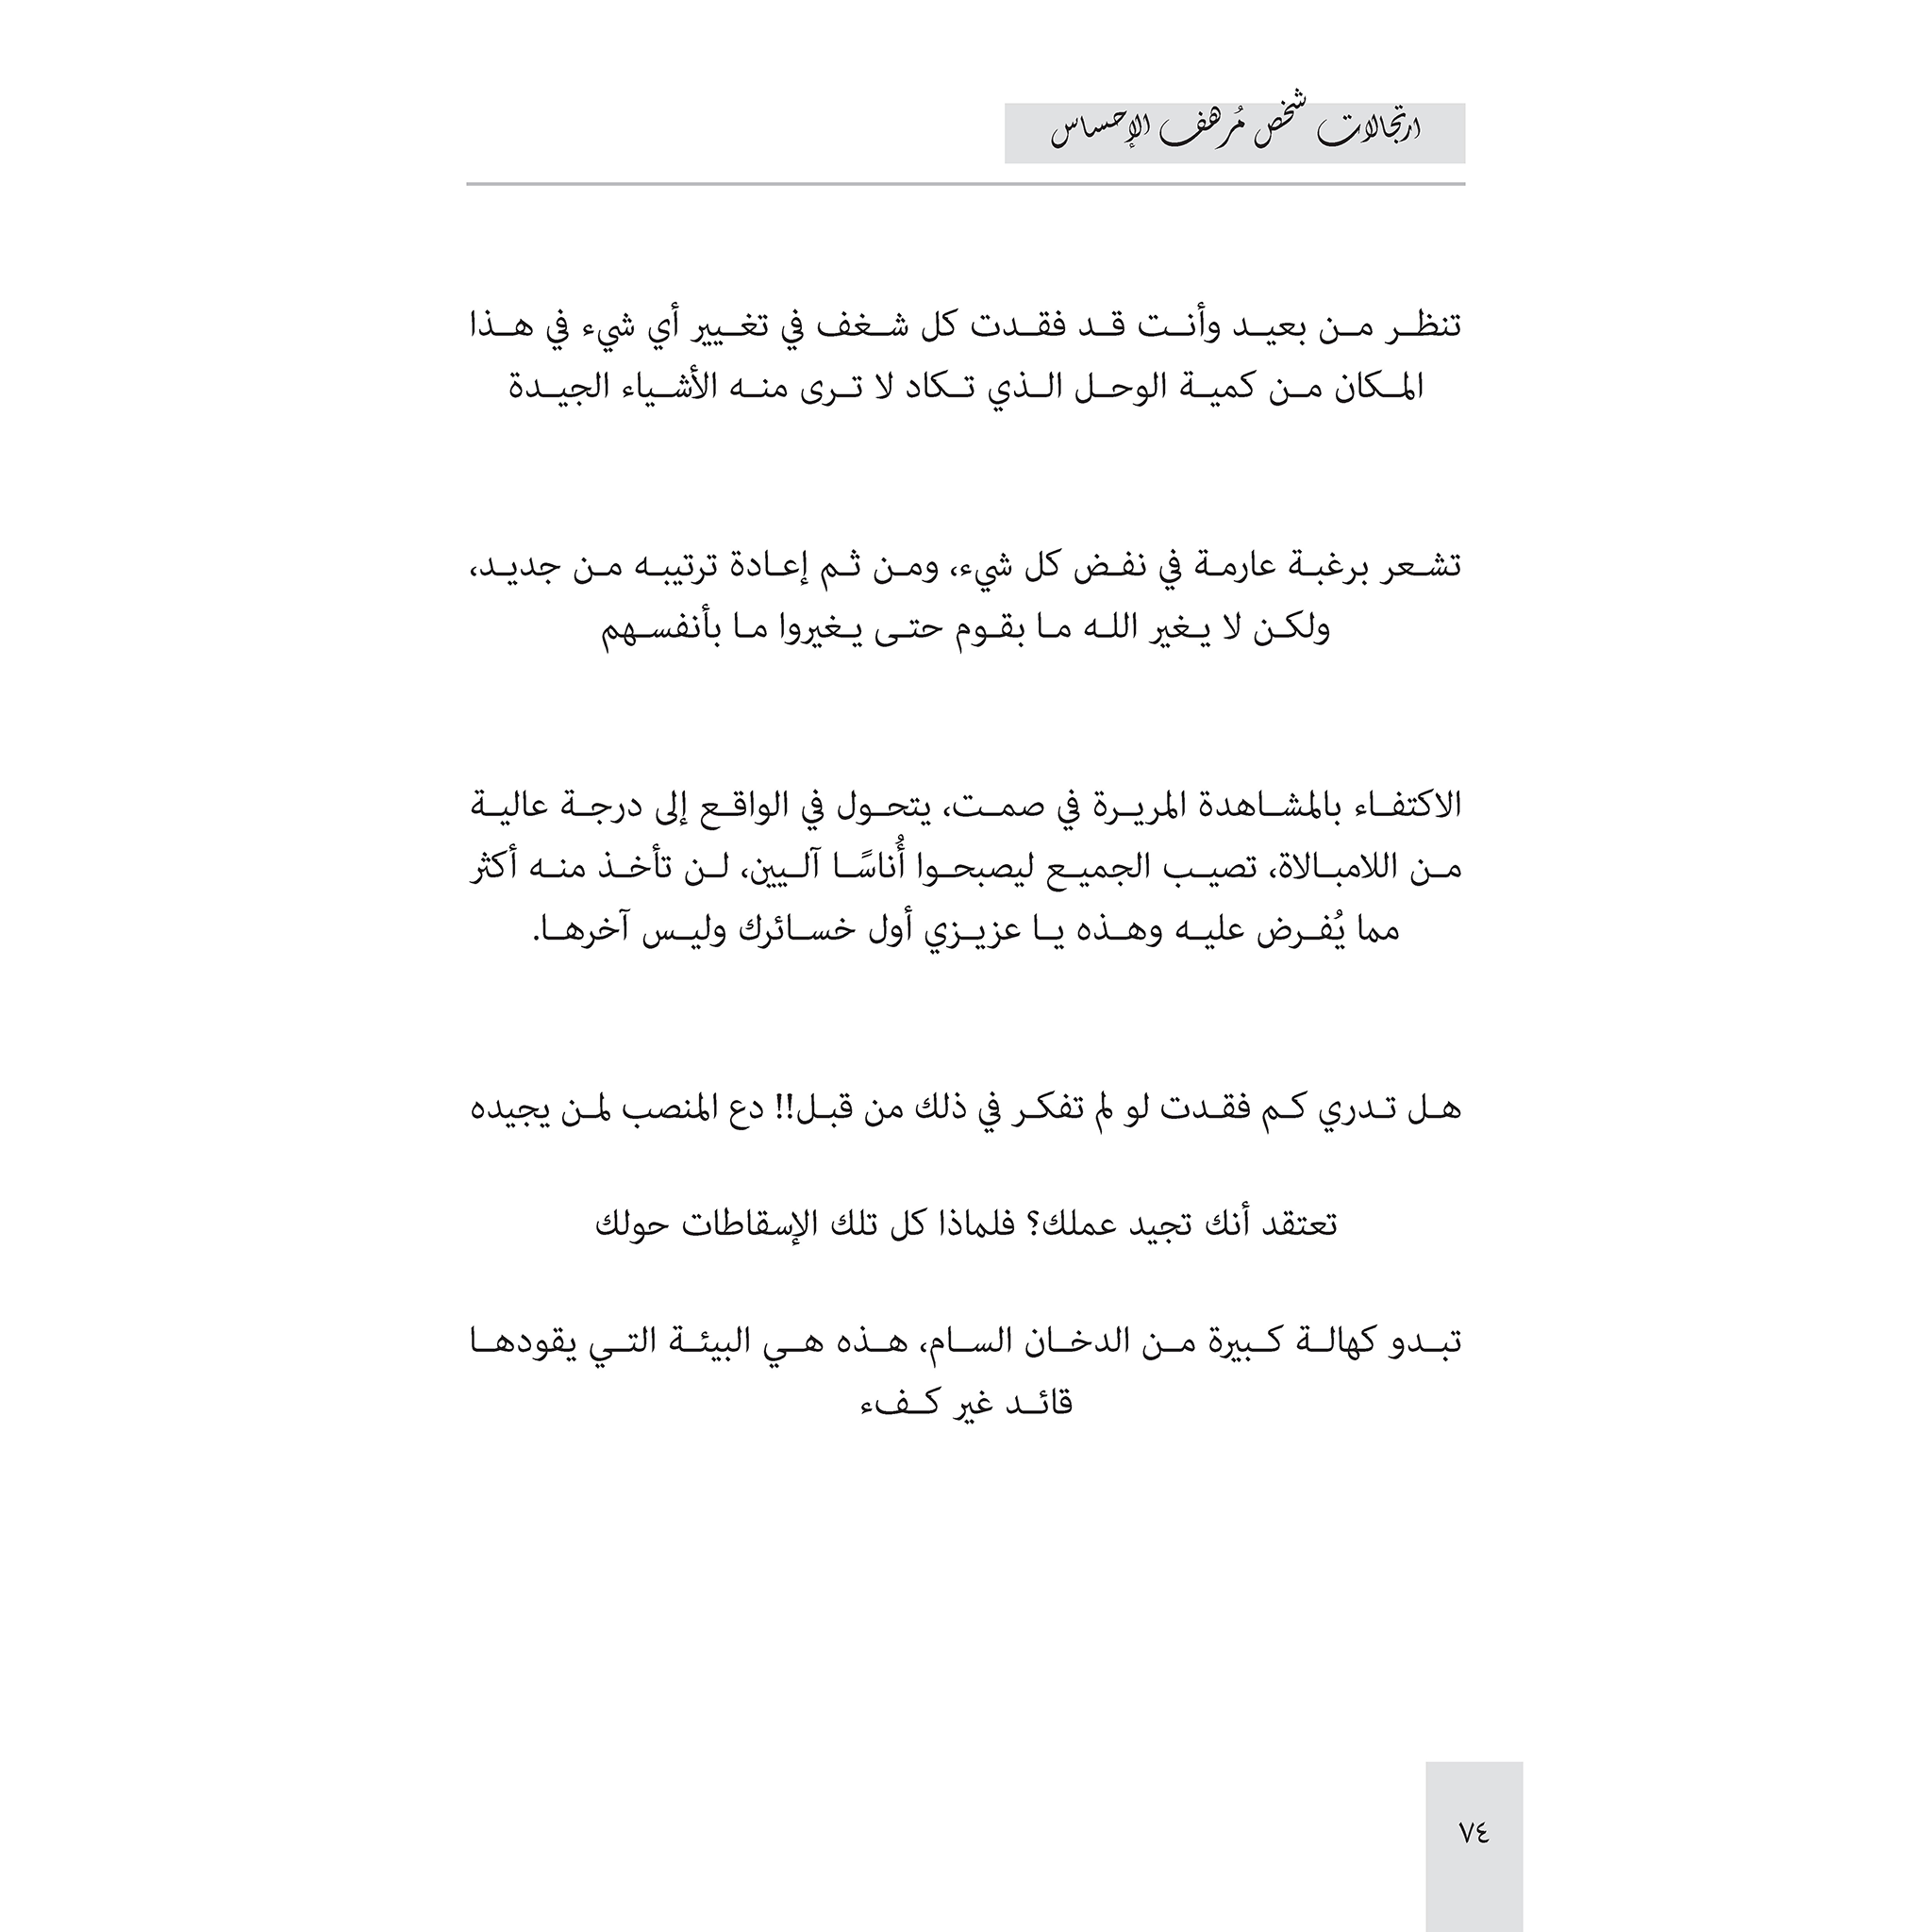 ارتجالات شخص مُرهف الإحساس
تنظر من بعيد وأنت قد فقدت كل شغف في تغيير أي شيء في هذا
المكان من كمية الوحل الذي تكاد لا ترى منه الأشياء الجيدة
تشعر برغبة عارمة في نفض كل شيء، ومن ثم إعادة ترتيبه من جديد،
ولكن لا يغير الله ما بقوم حتى يغيروا ما بأنفسهم
الاكتفاء بالمشاهدة المريرة في صمت، يتحول في الواقع إلى درجة عالية
من اللامبالاة، تصيب الجميع ليصبحوا أُناسًا آليين، لن تأخذ منه أكثر
مما يُفرض عليه وهذه يا عزيزي أول خسائرك وليس آخرها.
هل تدري كم فقدت لو لم تفكر في ذلك من قبل!! دع المنصب لمن يجيده
تعتقد أنك تجيد عملك؟ فلماذا كل تلك الإسقاطات حولك
تبدو كهالة كبيرة من الدخان السام، هذه هي البيئة التي يقودها
قائد غير كفء
٧٤